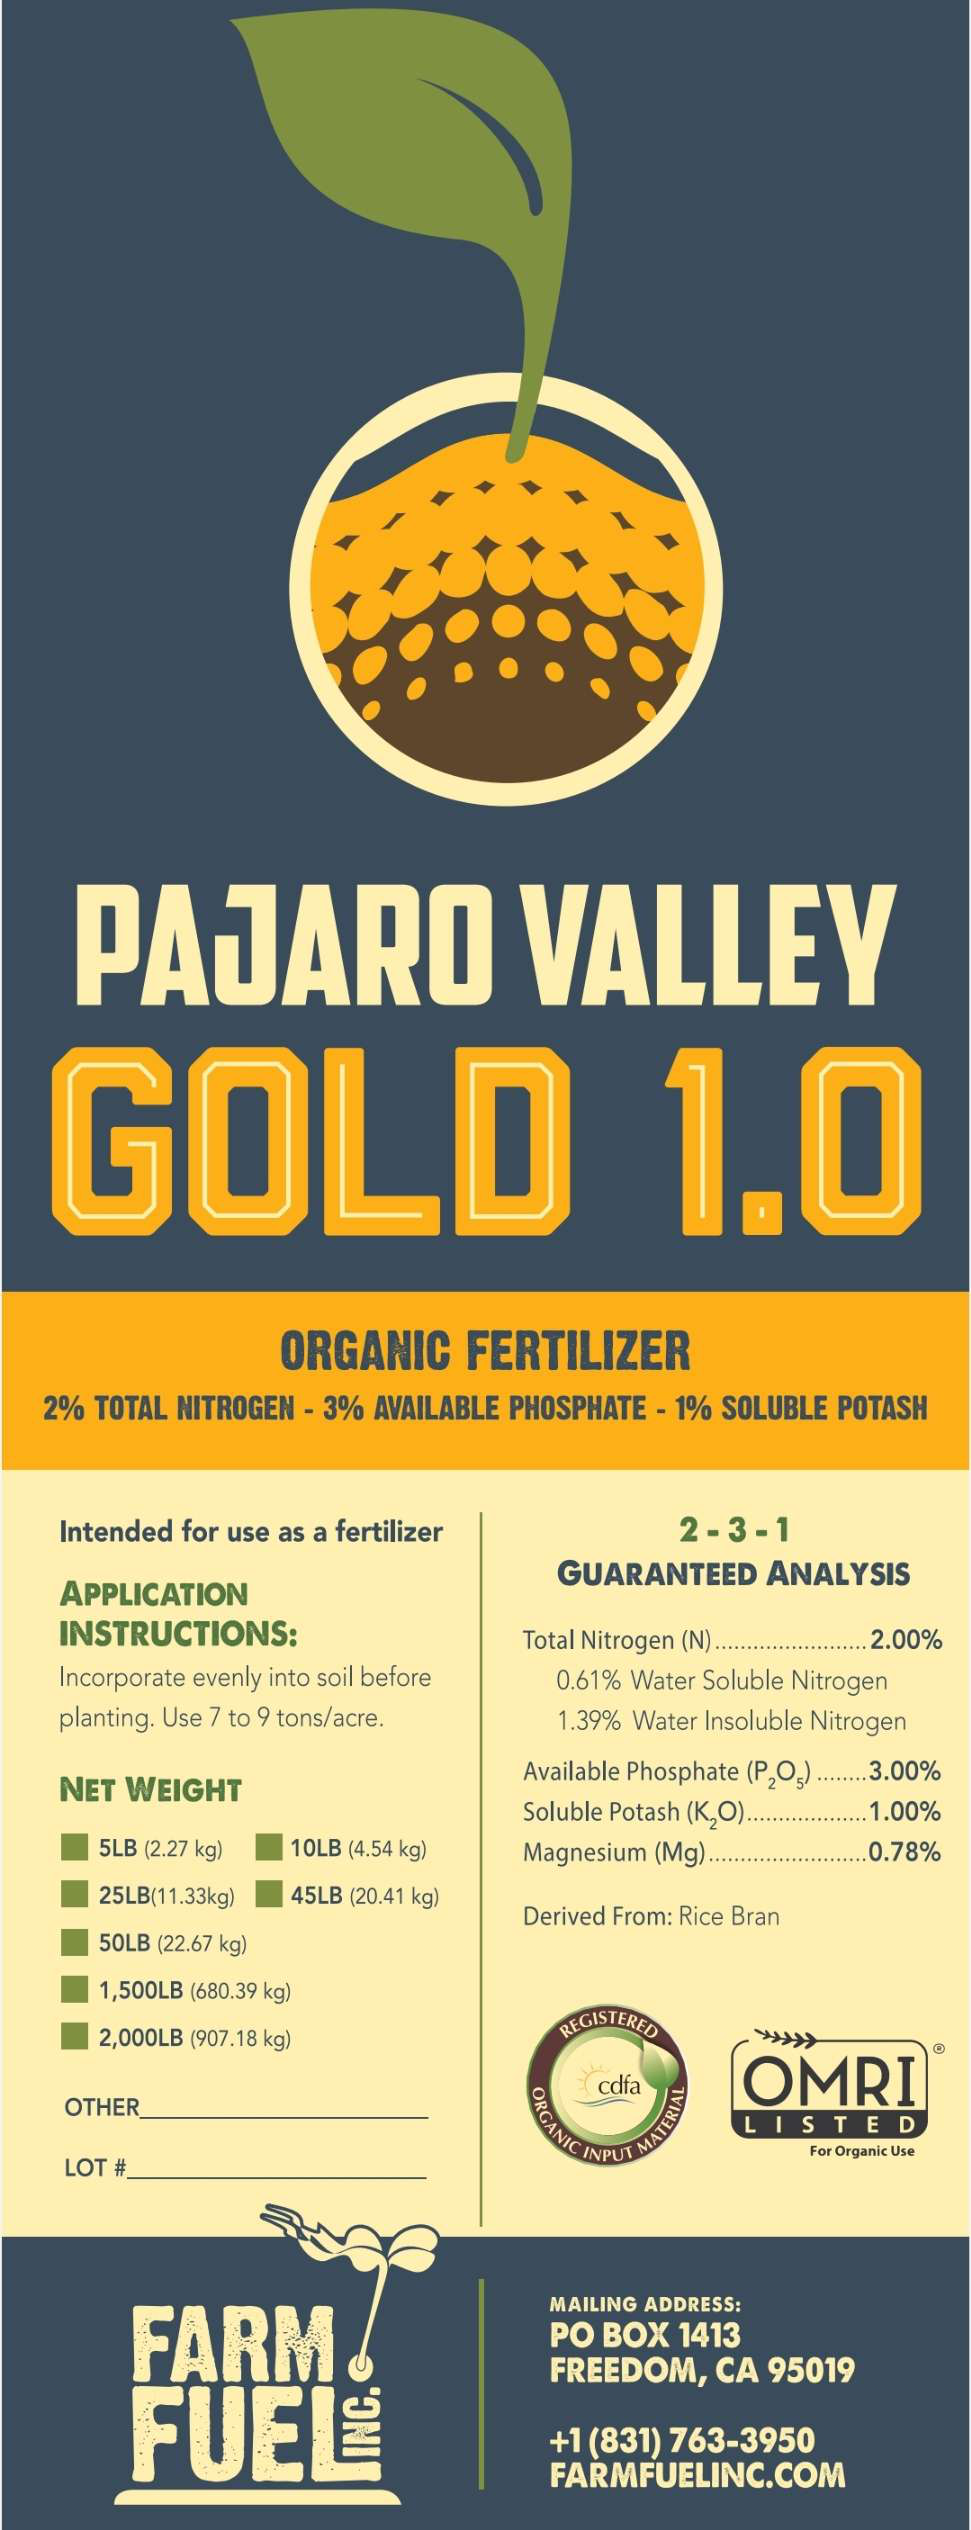 PAJARO VALLEY
GOLD 1.0
ORGANIC FERTILIZER
2% TOTAL NITROGEN - 3% AVAILABLE PHOSPHATE - 1% SOLUBLE POTASH
Intended for use as a fertilizer
APPLICATION
INSTRUCTIONS:
Incorporate evenly into soil before
planting. Use 7 to 9 tons/acre.
NET WEIGHT
5LB (2.27 kg) 10LB (4.54 kg)
25LB(11.33kg) 45LB (20.41 kg)
50LB (22.67 kg)
1,500LB (680.39 kg)
2,000LB (907.18 kg)
OTHER
LOT #
2 - 3 - 1
GUARANTEED ANALYSIS
Total Nitrogen (N)........................2.00%
0.61% Water Soluble Nitrogen
1.39% Water Insoluble Nitrogen
Available Phosphate (P₂O₅)........3.00%
Soluble Potash (K₂O)...................1.00%
Magnesium (Mg).........................0.78%
Derived From: Rice Bran
REGISTERED
cdfa
ORGANIC INPUT MATERIAL
OMRI ®
LISTED
For Organic Use
FARM
FUEL INC.
MAILING ADDRESS:
PO BOX 1413
FREEDOM, CA 95019
+1 (831) 763-3950
FARMFUELINC.COM